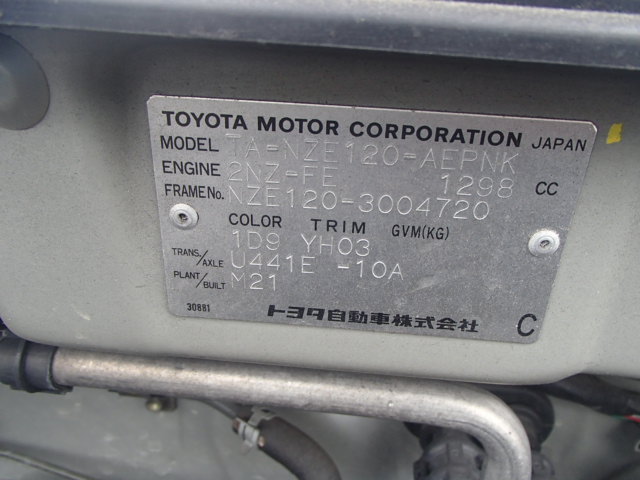 TOYOTA MOTOR CORPORATION JAPAN
MODEL TA-NZE120-AEPNK
ENGINE 2NZ-FE 1298 CC
FRAME No. NZE120-3004720
COLOR TRIM GVM(KG)
1D9 YH03
TRANS./AXLE U441E -10A
PLANT/BUILT M21
30881 トヨタ自動車株式会社 C